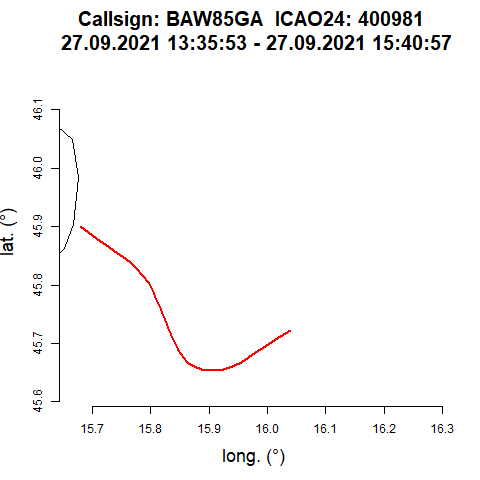 Callsign: BAW85GA  ICAO24: 400981
27.09.2021 13:35:53 - 27.09.2021 15:40:57
46.1
46.0
45.9
45.8
45.7
45.6
lat. (°)
15.7 15.8 15.9 16.0 16.1 16.2 16.3
long. (°)